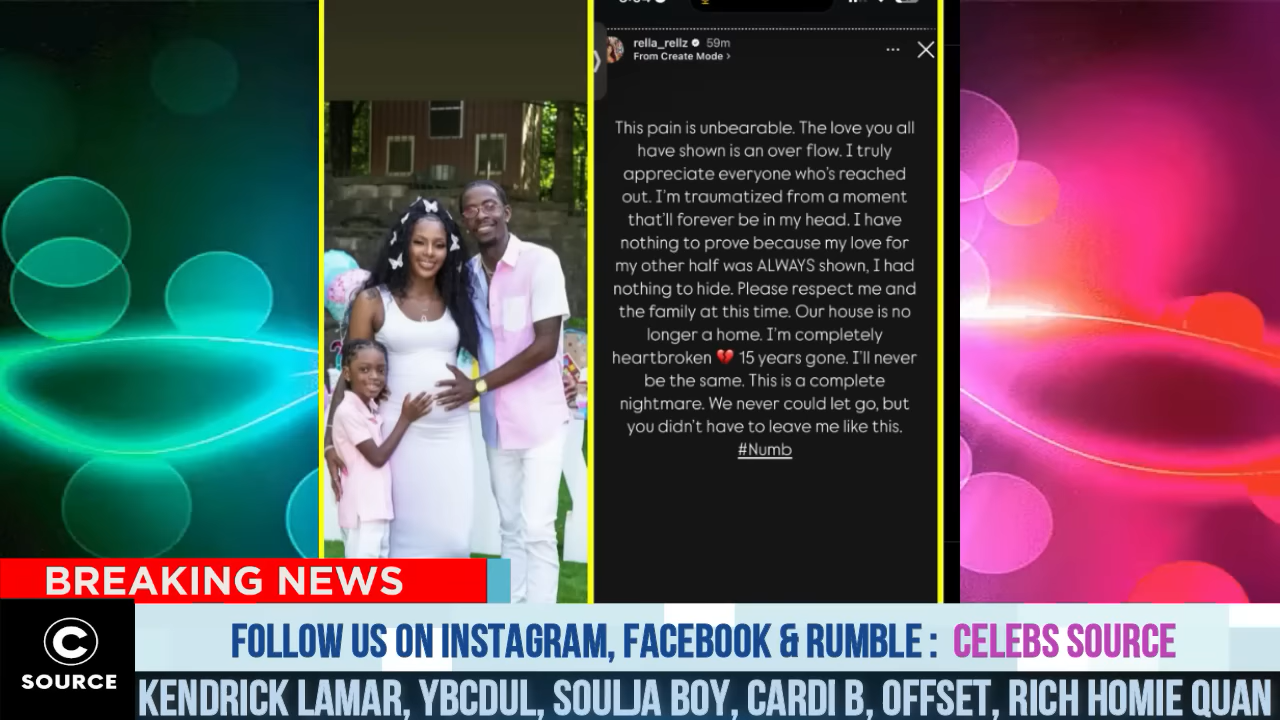 rella_rellz 59m
From Create Mode
This pain is unbearable. The love you all
have shown is an over flow. I truly
appreciate everyone who's reached
out. I'm traumatized from a moment
that'll forever be in my head. I have
nothing to prove because my love for
my other half was ALWAYS shown, I had
nothing to hide. Please respect me and
the family at this time. Our house is no
longer a home. I'm completely
heartbroken 💔 15 years gone. I'll never
be the same. This is a complete
nightmare. We never could let go, but
you didn't have to leave me like this.
#Numb
BREAKING NEWS
C
SOURCE
FOLLOW US ON INSTAGRAM, FACEBOOK & RUMBLE : CELEBS SOURCE
KENDRICK LAMAR, YBCDUL, SOULJA BOY, CARDI B, OFFSET, RICH HOMIE QUAN